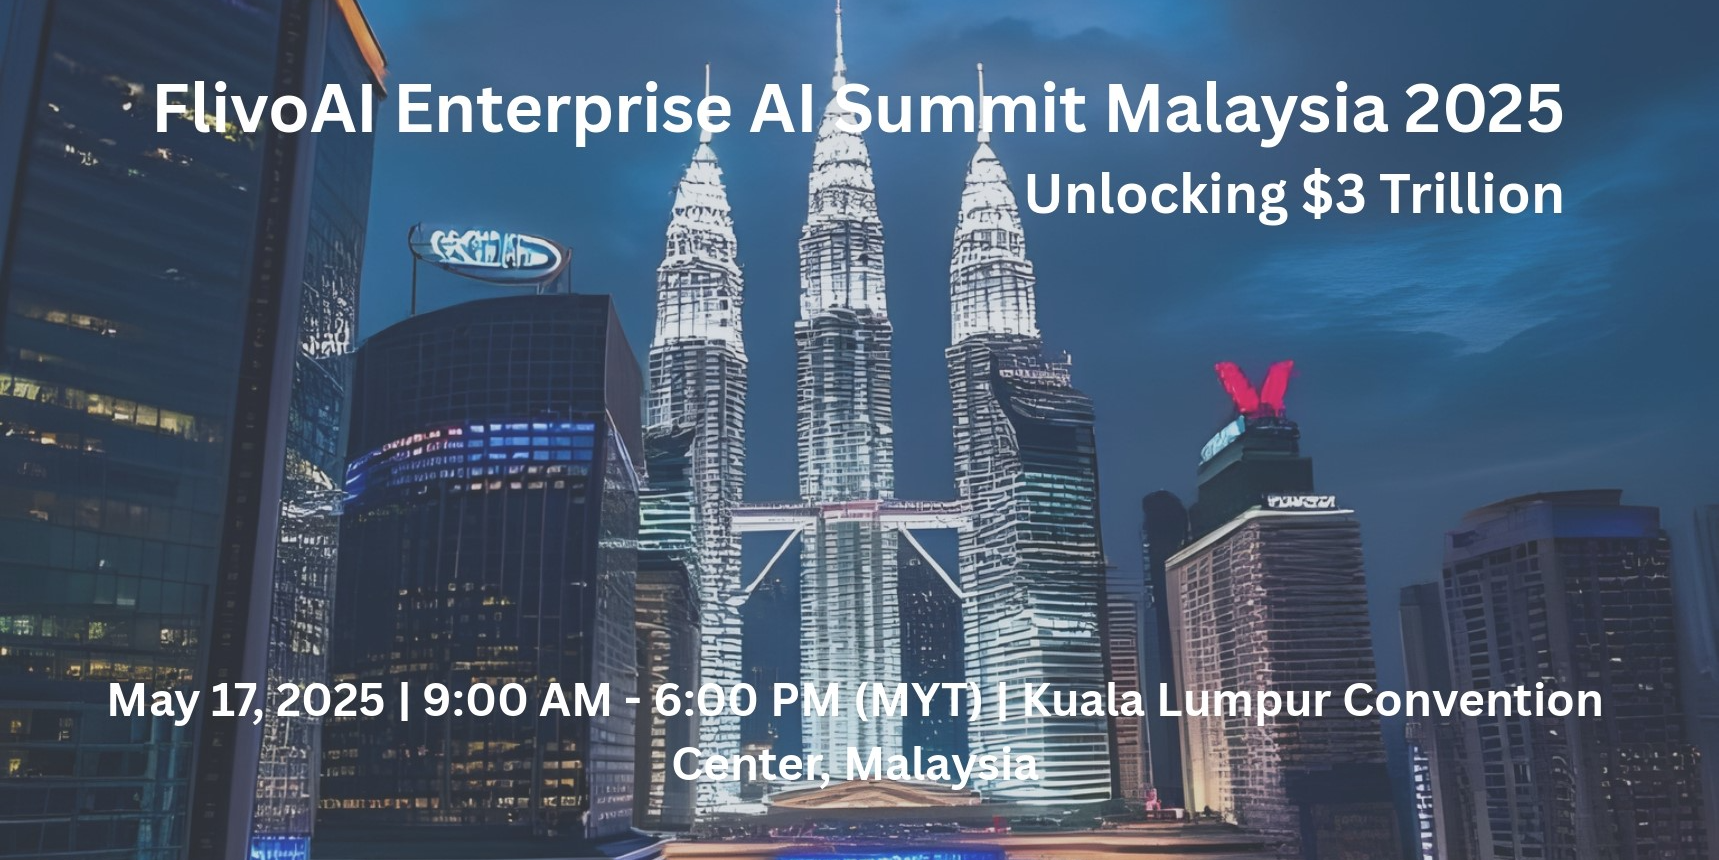 FlivoAI Enterprise AI Summit Malaysia 2025
Unlocking $3 Trillion
May 17, 2025 | 9:00 AM - 6:00 PM (MYT) | Kuala Lumpur Convention
Center, Malaysia